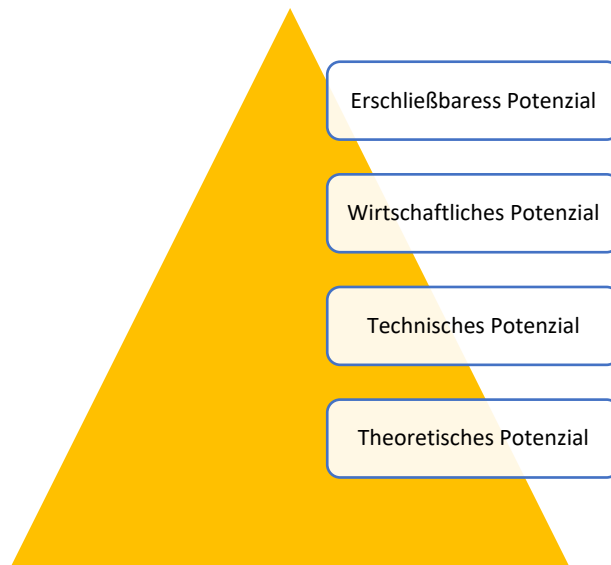 Erschließbaress Potenzial
Wirtschaftliches Potenzial
Technisches Potenzial
Theoretisches Potenzial